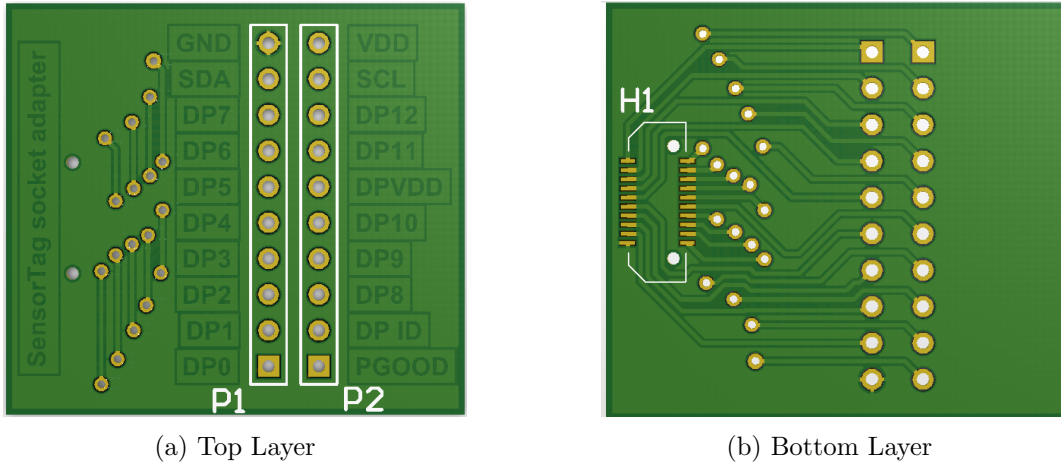 SensorTag socket adapter
GND VDD
SDA SCL
DP7 DP12
DP6 DP11
DP5 DPVDD
DP4 DP10
DP3 DP9
DP2 DP8
DP1 DP ID
DP0 PGOOD
P1 P2
H1
(a) Top Layer
(b) Bottom Layer